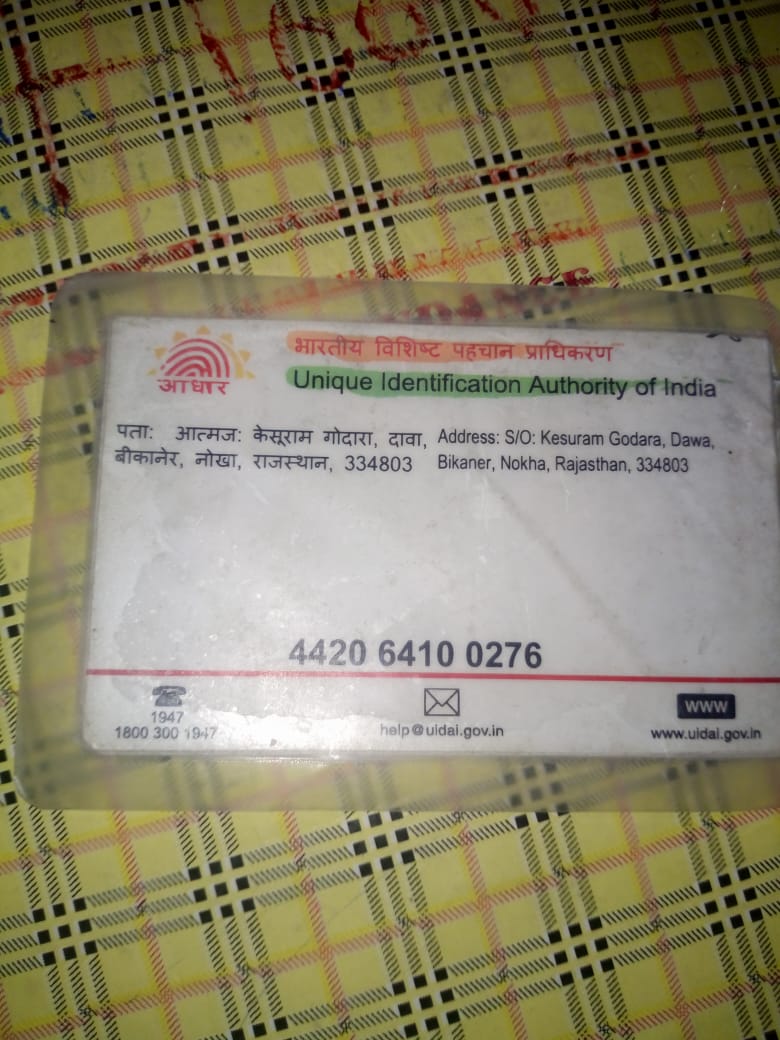 आधार
भारतीय विशिष्ट पहचान प्राधिकरण
Unique Identification Authority of India
पता: आत्मज: केसूराम गोदारा, दावा,
बीकानेर, नोखा, राजस्थान, 334803
Address: S/O: Kesuram Godara, Dawa,
Bikaner, Nokha, Rajasthan, 334803
4420 6410 0276
1947
1800 300 1947
help@uidai.gov.in
www
www.uidai.gov.in